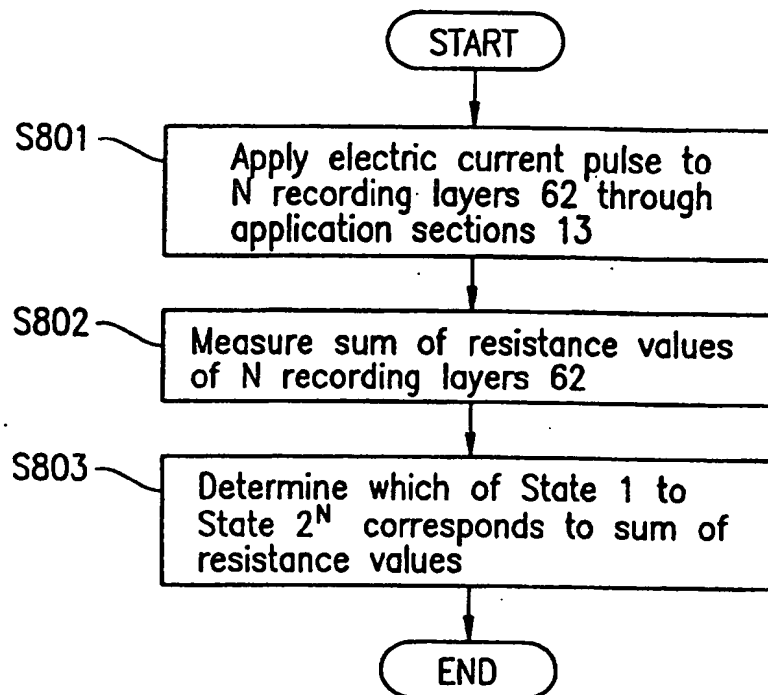 START
S801
Apply electric current pulse to
N recording layers 62 through
application sections 13
S802
Measure sum of resistance values
of N recording layers 62
S803
Determine which of State 1 to
State 2^N corresponds to sum of
resistance values
END